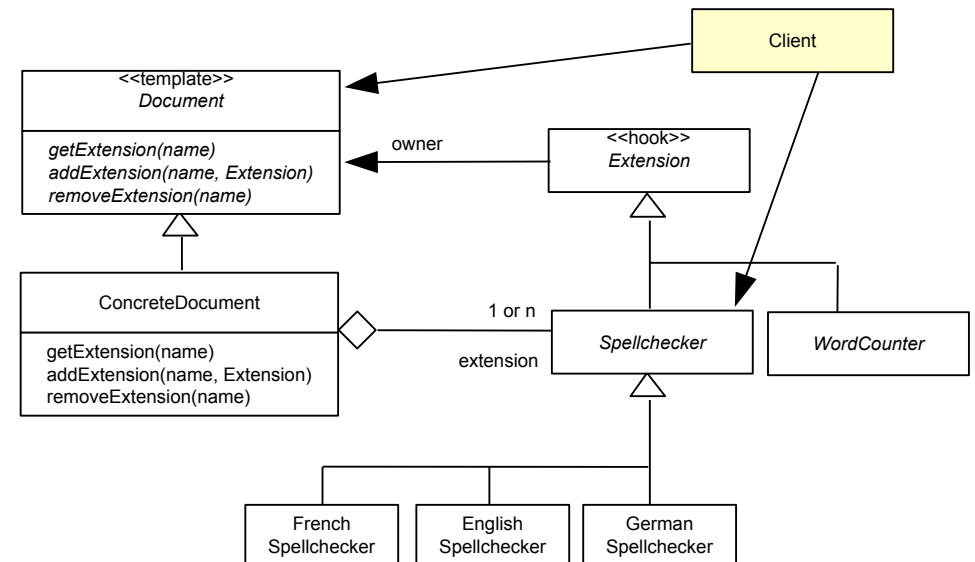 Client
<<template>>
Document
getExtension(name)
addExtension(name, Extension)
removeExtension(name)
owner
<<hook>>
Extension
ConcreteDocument
getExtension(name)
addExtension(name, Extension)
removeExtension(name)
1 or n
extension
Spellchecker
WordCounter
French
Spellchecker
English
Spellchecker
German
Spellchecker